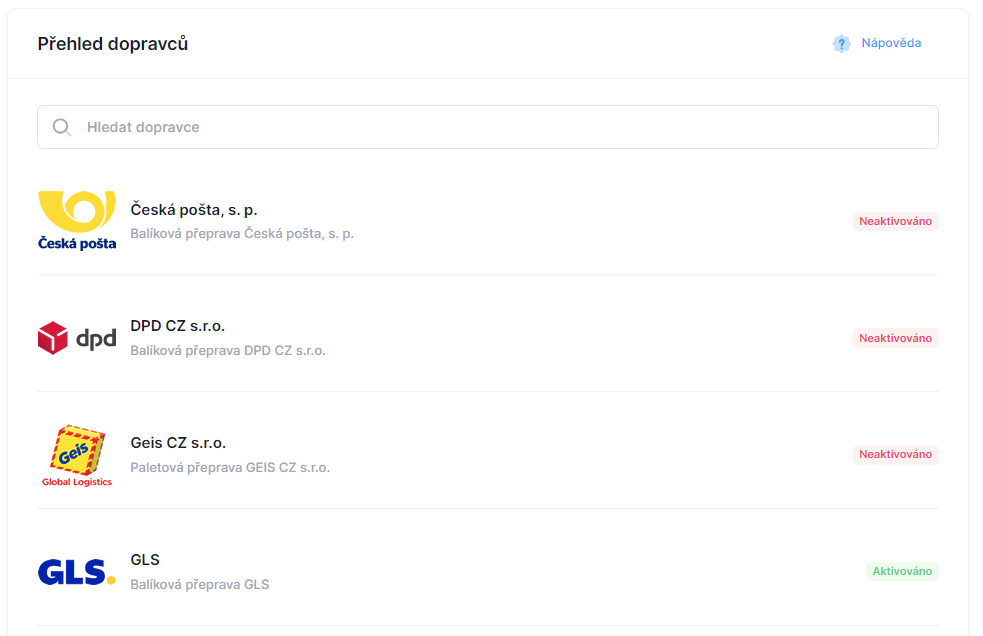 Přehled dopravců
? Nápověda
Hledat dopravce
Česká pošta
Česká pošta, s. p.
Balíková přeprava Česká pošta, s. p.
Neaktivováno
dpd
DPD CZ s.r.o.
Balíková přeprava DPD CZ s.r.o.
Neaktivováno
Geis
Global Logistics
Geis CZ s.r.o.
Paletová přeprava GEIS CZ s.r.o.
Neaktivováno
GLS.
GLS
Balíková přeprava GLS
Aktivováno